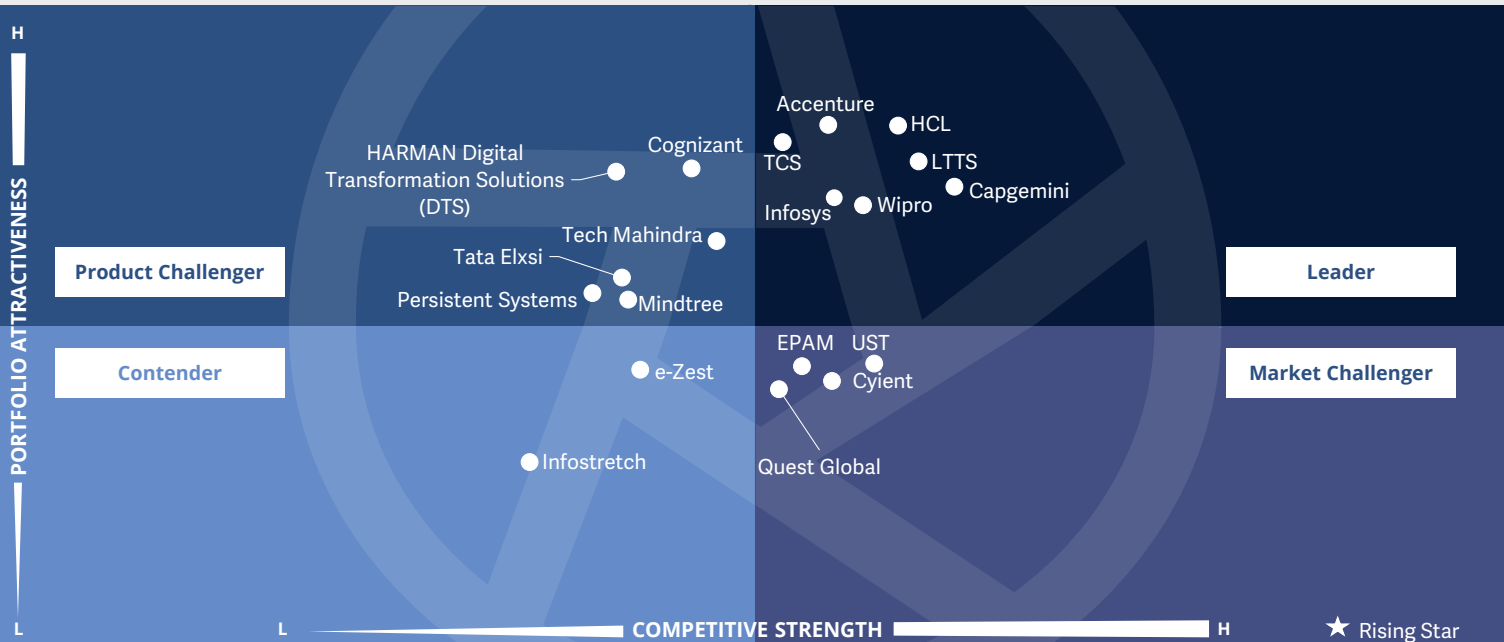 H
Accenture
HCL
HARMAN Digital
Transformation Solutions
(DTS)
Cognizant
TCS
LTTS
Capgemini
Infosys
Wipro
Tech Mahindra
Tata Elxsi
Persistent Systems
Mindtree
Product Challenger
Leader
PORTFOLIO ATTRACTIVENESS
EPAM
UST
Contender
e-Zest
Cyient
Market Challenger
Infostretch
Quest Global
L
L
COMPETITIVE STRENGTH
H
Rising Star